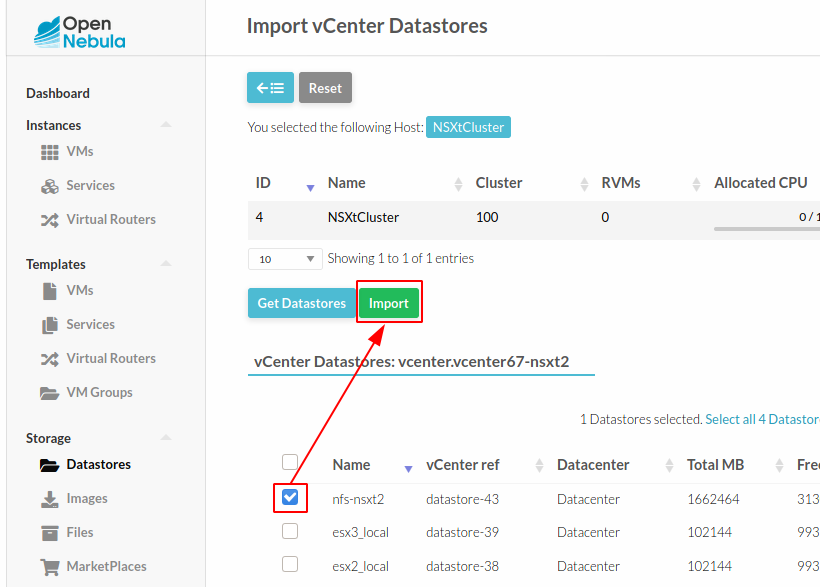 Open
Nebula
Import vCenter Datastores
Dashboard
Instances
VMs
Services
Virtual Routers
Templates
VMs
Services
Virtual Routers
VM Groups
Storage
Datastores
Images
Files
MarketPlaces
Reset
You selected the following Host: NSXtCluster
ID Name Cluster RVMs Allocated CPU
4 NSXtCluster 100 0 0 / 1
10 Showing 1 to 1 of 1 entries
Get Datastores Import
vCenter Datastores: vcenter.vcenter67-nsxt2
1 Datastores selected. Select all 4 Datastor
Name vCenter ref Datacenter Total MB Free
nfs-nsxt2 datastore-43 Datacenter 1662464 313
esx3_local datastore-39 Datacenter 102144 993
esx2_local datastore-38 Datacenter 102144 993